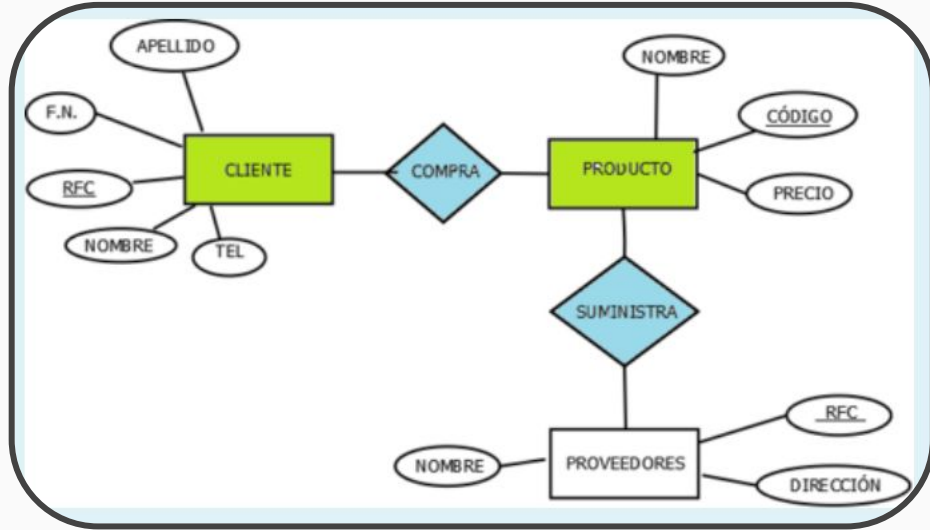 APELLIDO
NOMBRE
F.N.
CÓDIGO
CLIENTE
COMPRA
PRODUCTO
RFC
PRECIO
NOMBRE
TEL
SUMINISTRA
RFC
NOMBRE
PROVEEDORES
DIRECCIÓN